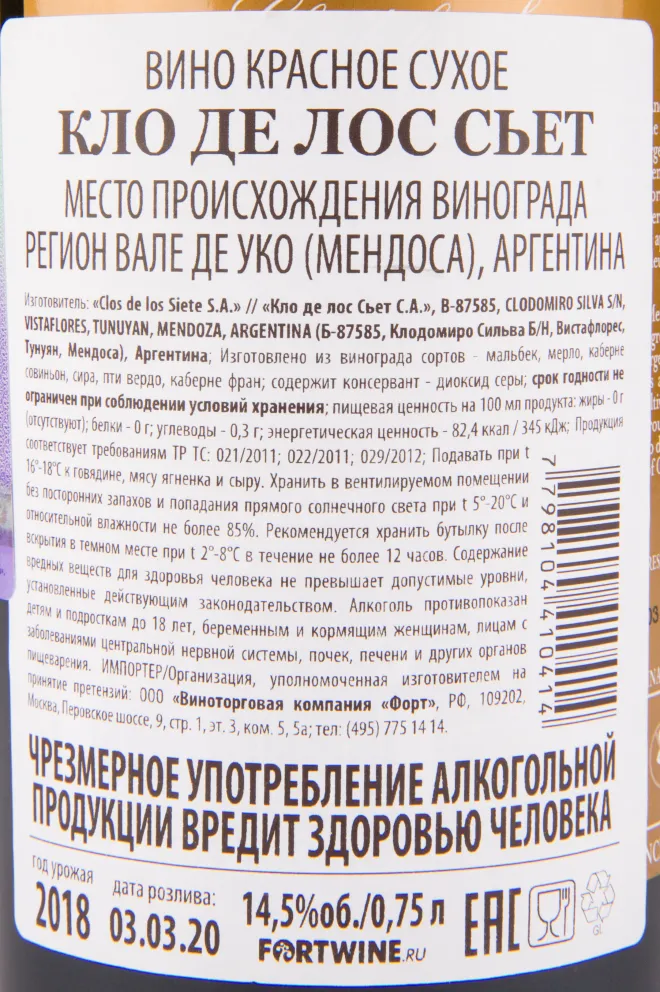 ВИНО КРАСНОЕ СУХОЕ
КЛО ДЕ ЛОС СЬЕТ
МЕСТО ПРОИСХОЖДЕНИЯ ВИНОГРАДА
РЕГИОН ВАЛЕ ДЕ УКО (МЕНДОСА), АРГЕНТИНА
Изготовитель: «Clos de los Siete S.A.» // «Кло де лос Сьет С.А.», B-87585, CLODOMIRO SILVA S/N,
VISTAFLORES, TUNUYAN, MENDOZA, ARGENTINA (Б-87585, Клодомиро Сильва Б/Н, Вистафлорес,
Тунуян, Мендоса), Аргентина; Изготовлено из винограда сортов - мальбек, мерло, каберне
совиньон, сира, пти вердо, каберне фран; содержит консервант - диоксид серы; срок годности не
ограничен при соблюдении условий хранения; пищевая ценность на 100 мл продукта: жиры - 0 г
(отсутствуют); белки - 0 г; углеводы - 0,3 г; энергетическая ценность - 82,4 ккал / 345 кДж; Продукция
соответствует требованиям ТР ТС: 021/2011; 022/2011; 029/2012; Подавать при t
16°-18°С к говядине, мясу ягненка и сыру. Хранить в вентилируемом помещении
без посторонних запахов и попадания прямого солнечного света при t 5°-20°С и
относительной влажности не более 85%. Рекомендуется хранить бутылку после
вскрытия в темном месте при t 2°-8°С в течение не более 12 часов. Содержание
вредных веществ для здоровья человека не превышает допустимые уровни,
установленные действующим законодательством. Алкоголь противопоказан
детям и подросткам до 18 лет, беременным и кормящим женщинам, лицам с
заболеваниями центральной нервной системы, почек, печени и других органов
пищеварения. ИМПОРТЕР/Организация, уполномоченная изготовителем на
принятие претензий: ООО «Виноторговая компания «Форт», РФ, 109202,
Москва, Перовское шоссе, 9, стр. 1, эт. 3, ком. 5, 5а; тел: (495) 775 14 14.
7 798104 410414
ЧРЕЗМЕРНОЕ УПОТРЕБЛЕНИЕ АЛКОГОЛЬНОЙ
ПРОДУКЦИИ ВРЕДИТ ЗДОРОВЬЮ ЧЕЛОВЕКА
год урожая
2018
дата розлива:
03.03.20
14,5%об./0,75 л
FORTWINE.RU
ЕАС
GL